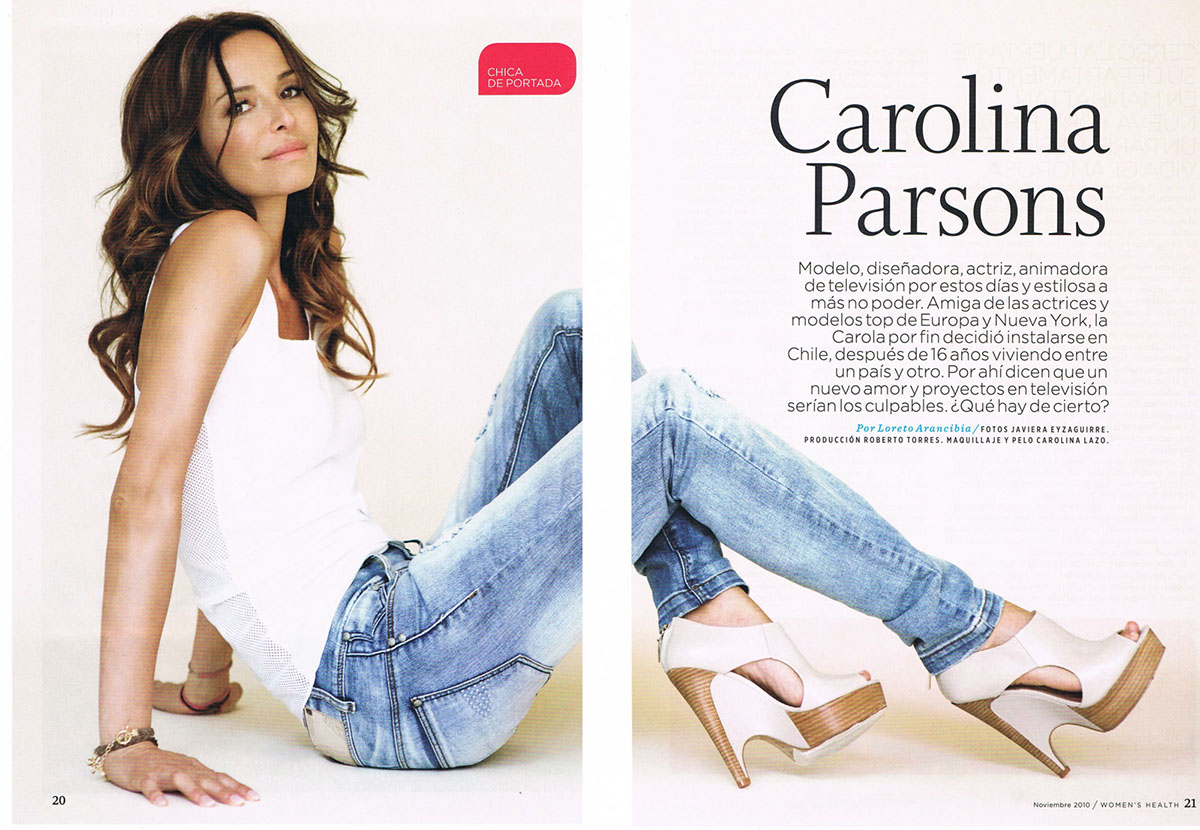 CHICA
DE PORTADA
20
Carolina
Parsons
Modelo, diseñadora, actriz, animadora
de televisión por estos días y estilosa a
más no poder. Amiga de las actrices y
modelos top de Europa y Nueva York, la
Carola por fin decidió instalarse en
Chile, después de 16 años viviendo entre
un país y otro. Por ahí dicen que un
nuevo amor y proyectos en televisión
serían los culpables. ¿Qué hay de cierto?
Por Loreto Arancibia / FOTOS JAVIERA EYZAGUIRRE.
PRODUCCIÓN ROBERTO TORRES. MAQUILLAJE Y PELO CAROLINA LAZO.
Noviembre 2010 / WOMEN'S HEALTH 21